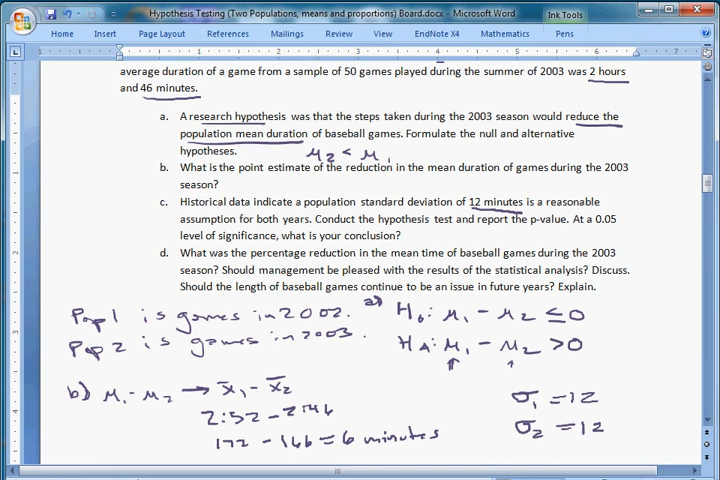 Hypothesis Testing (Two Populations, means and proportions) Board.docx - Microsoft Word
Ink Tools
Home Insert Page Layout References Mailings Review View EndNote X4 Mathematics Pens
average duration of a game from a sample of 50 games played during the summer of 2003 was 2 hours
and 46 minutes.
a. A research hypothesis was that the steps taken during the 2003 season would reduce the
population mean duration of baseball games. Formulate the null and alternative
hypotheses.
μ2 < μ1
b. What is the point estimate of the reduction in the mean duration of games during the 2003
season?
c. Historical data indicate a population standard deviation of 12 minutes is a reasonable
assumption for both years. Conduct the hypothesis test and report the p-value. At a 0.05
level of significance, what is your conclusion?
d. What was the percentage reduction in the mean time of baseball games during the 2003
season? Should management be pleased with the results of the statistical analysis? Discuss.
Should the length of baseball games continue to be an issue in future years? Explain.
Pop 1 is games in 2002.
Pop 2 is games in 2003.
a) H0: μ1 - μ2 ≤ 0
HA: μ1 - μ2 > 0
b) μ1 - μ2 → x̄1 - x̄2
2:52 - 2:46
172 - 166 = 6 minutes
σ1 = 12
σ2 = 12